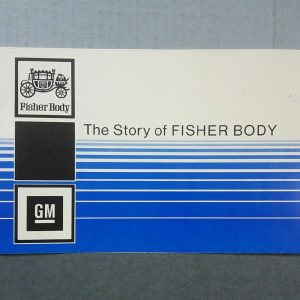 Fisher Body
The Story of FISHER BODY
GM